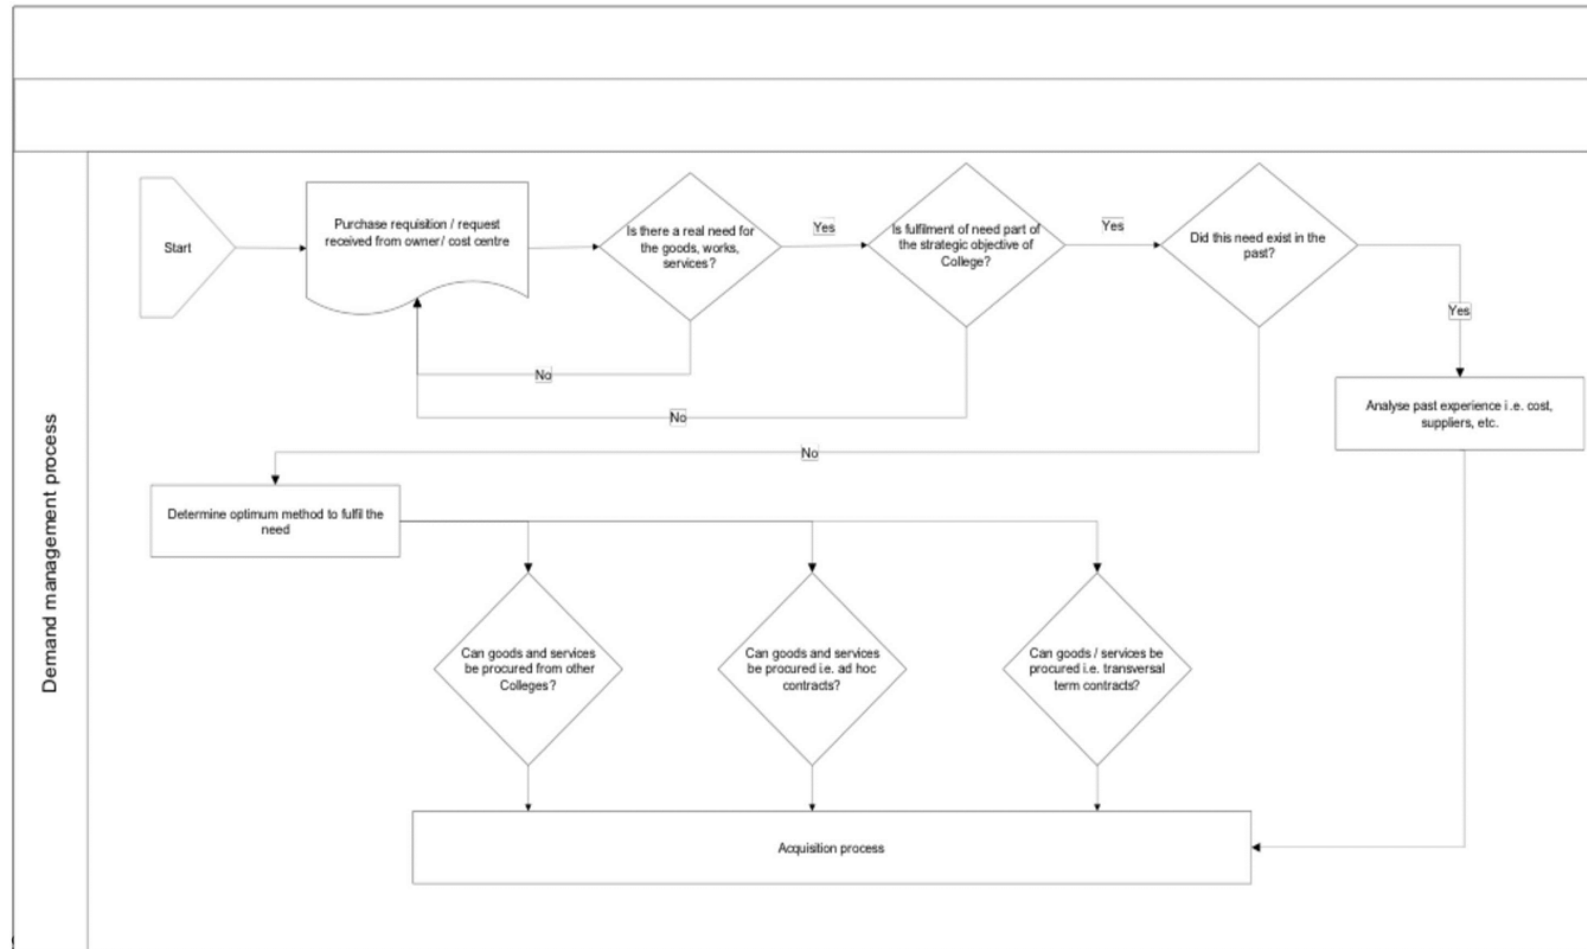 Start
Purchase requisition / request
received from owner/ cost centre
Is there a real need for
the goods, works,
services?
Yes
Is fulfilment of need part of
the strategic objective of
College?
Yes
Did this need exist in the
past?
Yes
No
No
No
Analyse past experience i.e. cost,
suppliers, etc.
Demand management process
Determine optimum method to fulfil the
need
Can goods and services
be procured from other
Colleges?
Can goods and services
be procured i.e. ad hoc
contracts?
Can goods / services be
procured i.e. transversal
term contracts?
Acquisition process